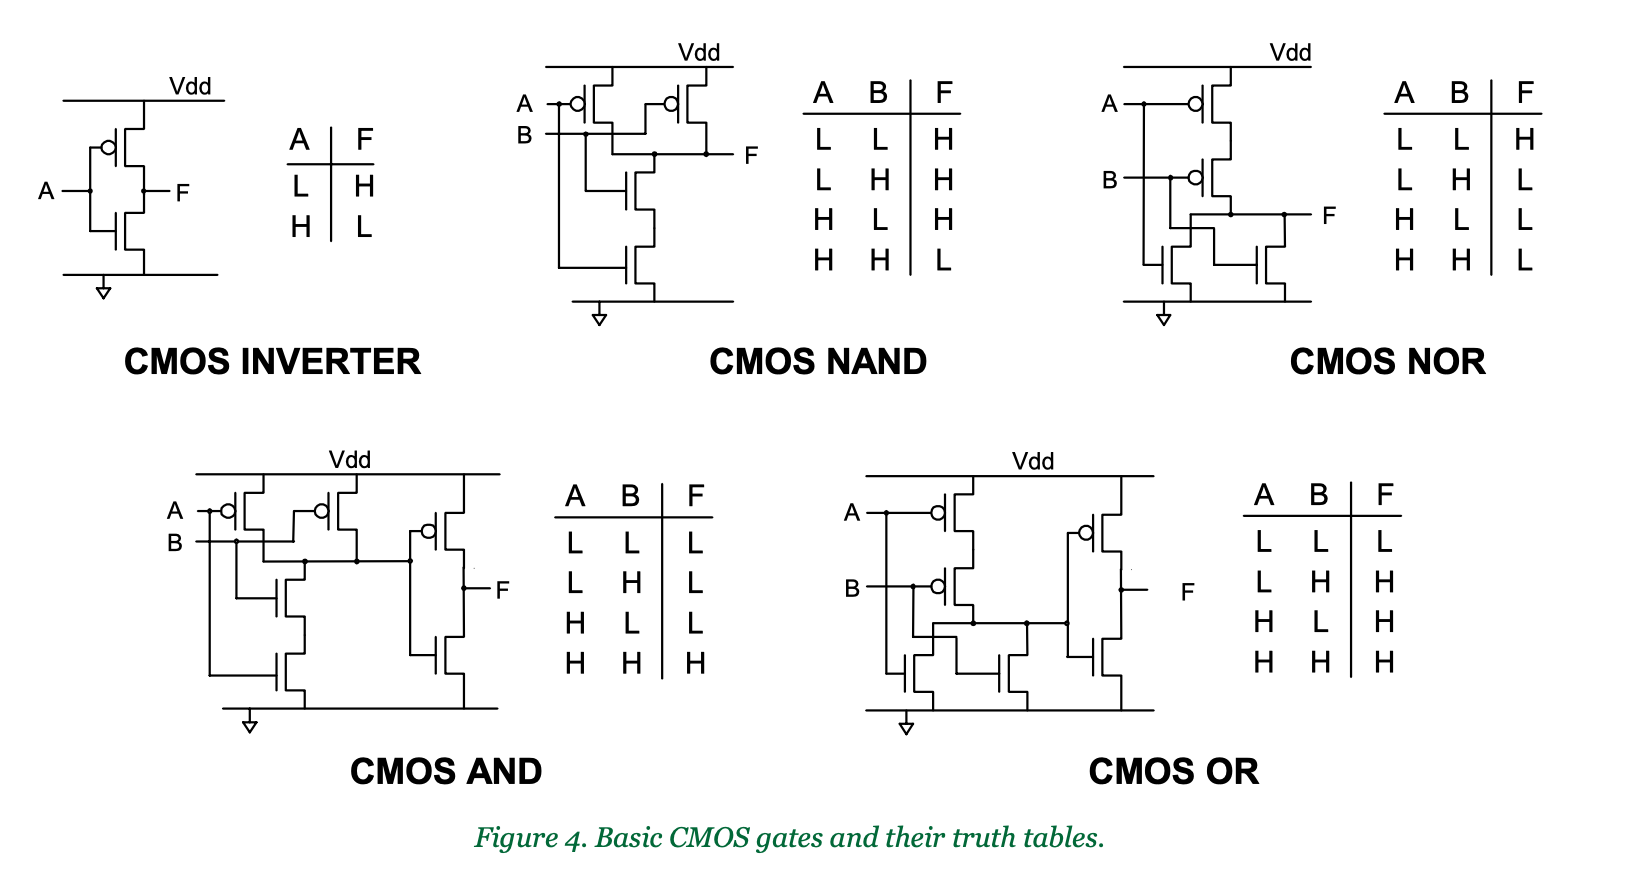 Vdd
A
F
A F
L H
H L
CMOS INVERTER
Vdd
A
B
F
A B F
L L H
L H H
H L H
H H L
CMOS NAND
Vdd
A
B
F
A B F
L L H
L H L
H L L
H H L
CMOS NOR
Vdd
A
B
F
A B F
L L L
L H L
H L L
H H H
CMOS AND
Vdd
A
B
F
A B F
L L L
L H H
H L H
H H H
CMOS OR
Figure 4. Basic CMOS gates and their truth tables.